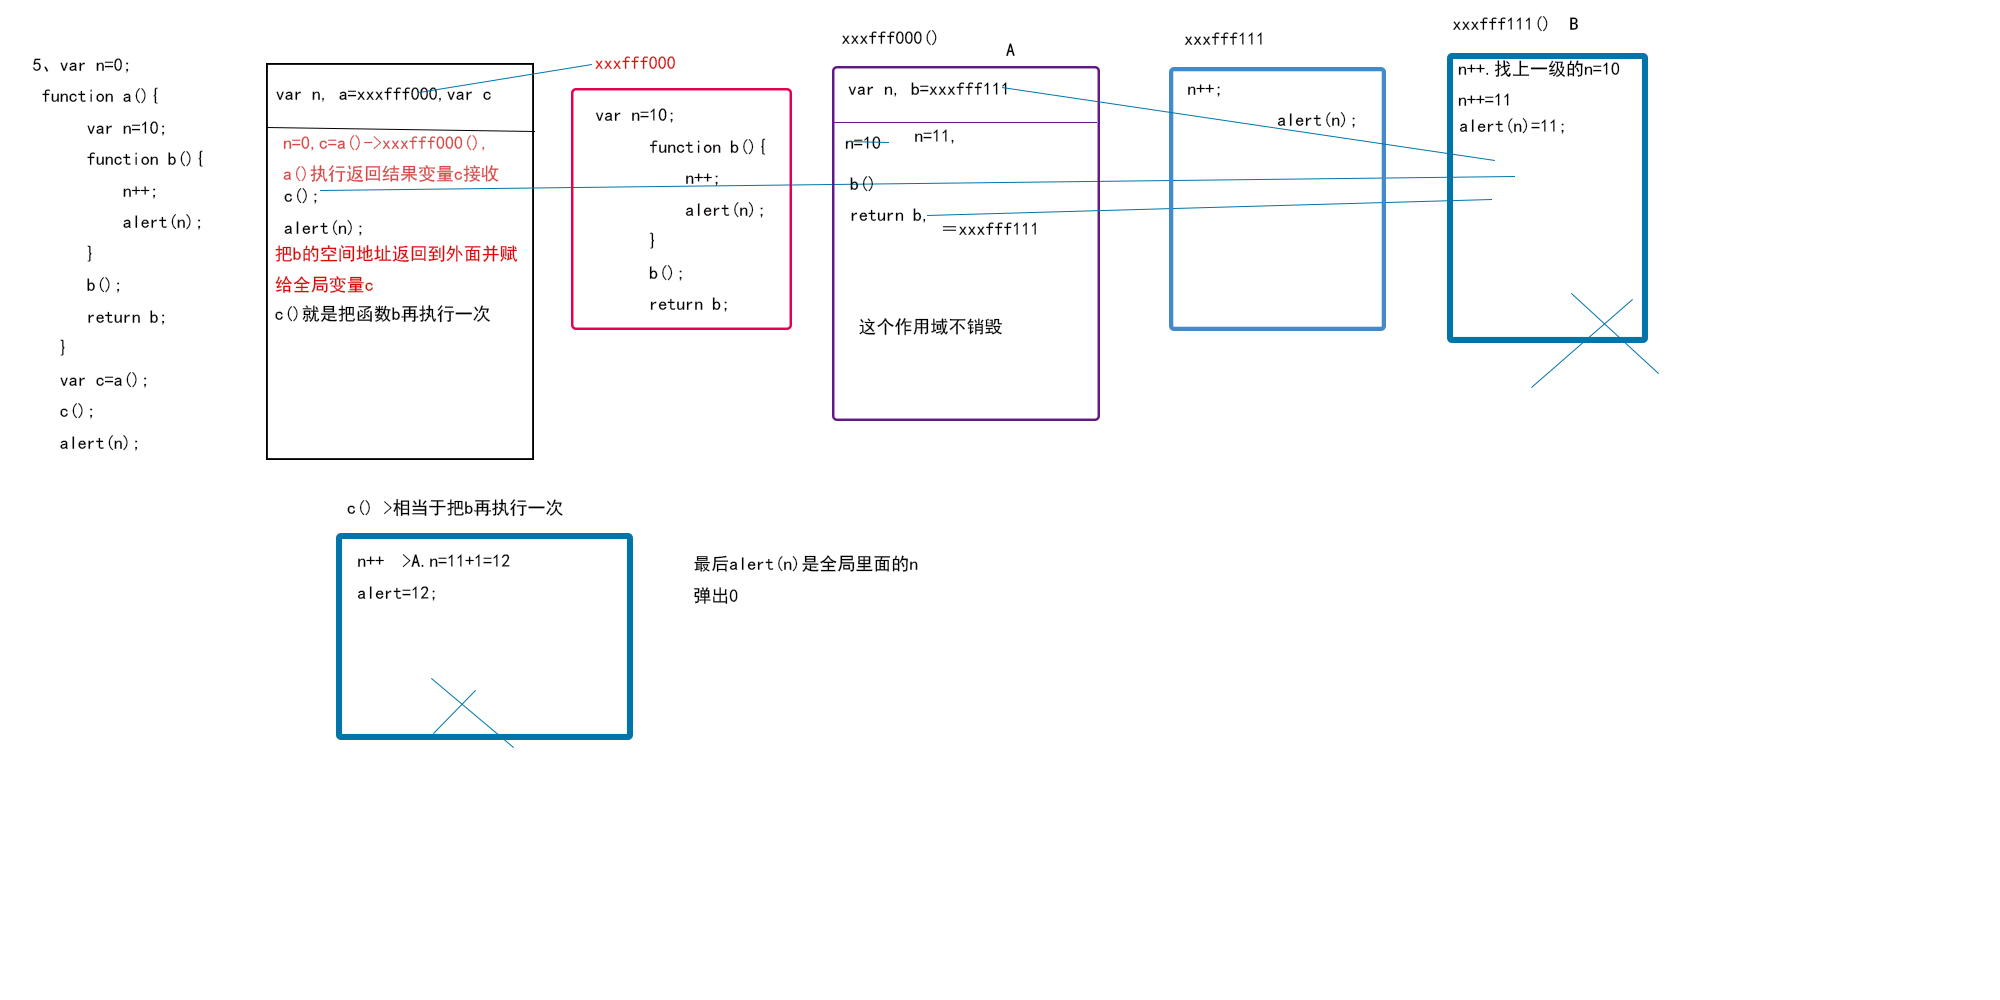 5、var n=0;
function a(){
var n=10;
function b(){
n++;
alert(n);
}
b();
return b;
}
var c=a();
c();
alert(n);
var n, a=xxxfff000,var c
n=0,c=a()->xxxfff000(),
a()执行返回结果变量c接收
c();
alert(n);
把b的空间地址返回到外面并赋
给全局变量c
c()就是把函数b再执行一次
xxxfff000
var n=10;
function b(){
n++;
alert(n);
}
b();
return b;
xxxfff000()
A
var n, b=xxxfff111
n=10 n=11,
b()
return b,
=xxxfff111
这个作用域不销毁
xxxfff111
n++;
alert(n);
xxxfff111() B
n++.找上一级的n=10
n++=11
alert(n)=11;
c() >相当于把b再执行一次
n++ >A.n=11+1=12
alert=12;
最后alert(n)是全局里面的n
弹出0